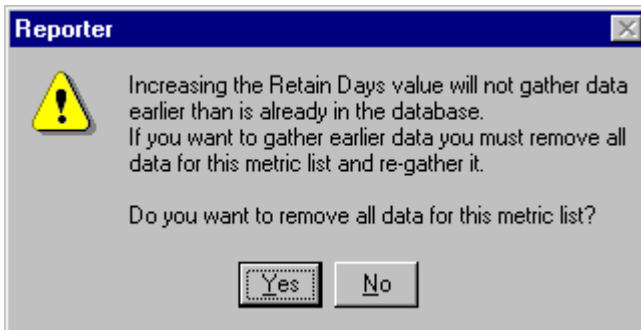 Reporter
Increasing the Retain Days value will not gather data
earlier than is already in the database.
If you want to gather earlier data you must remove all
data for this metric list and re-gather it.
Do you want to remove all data for this metric list?
Yes No